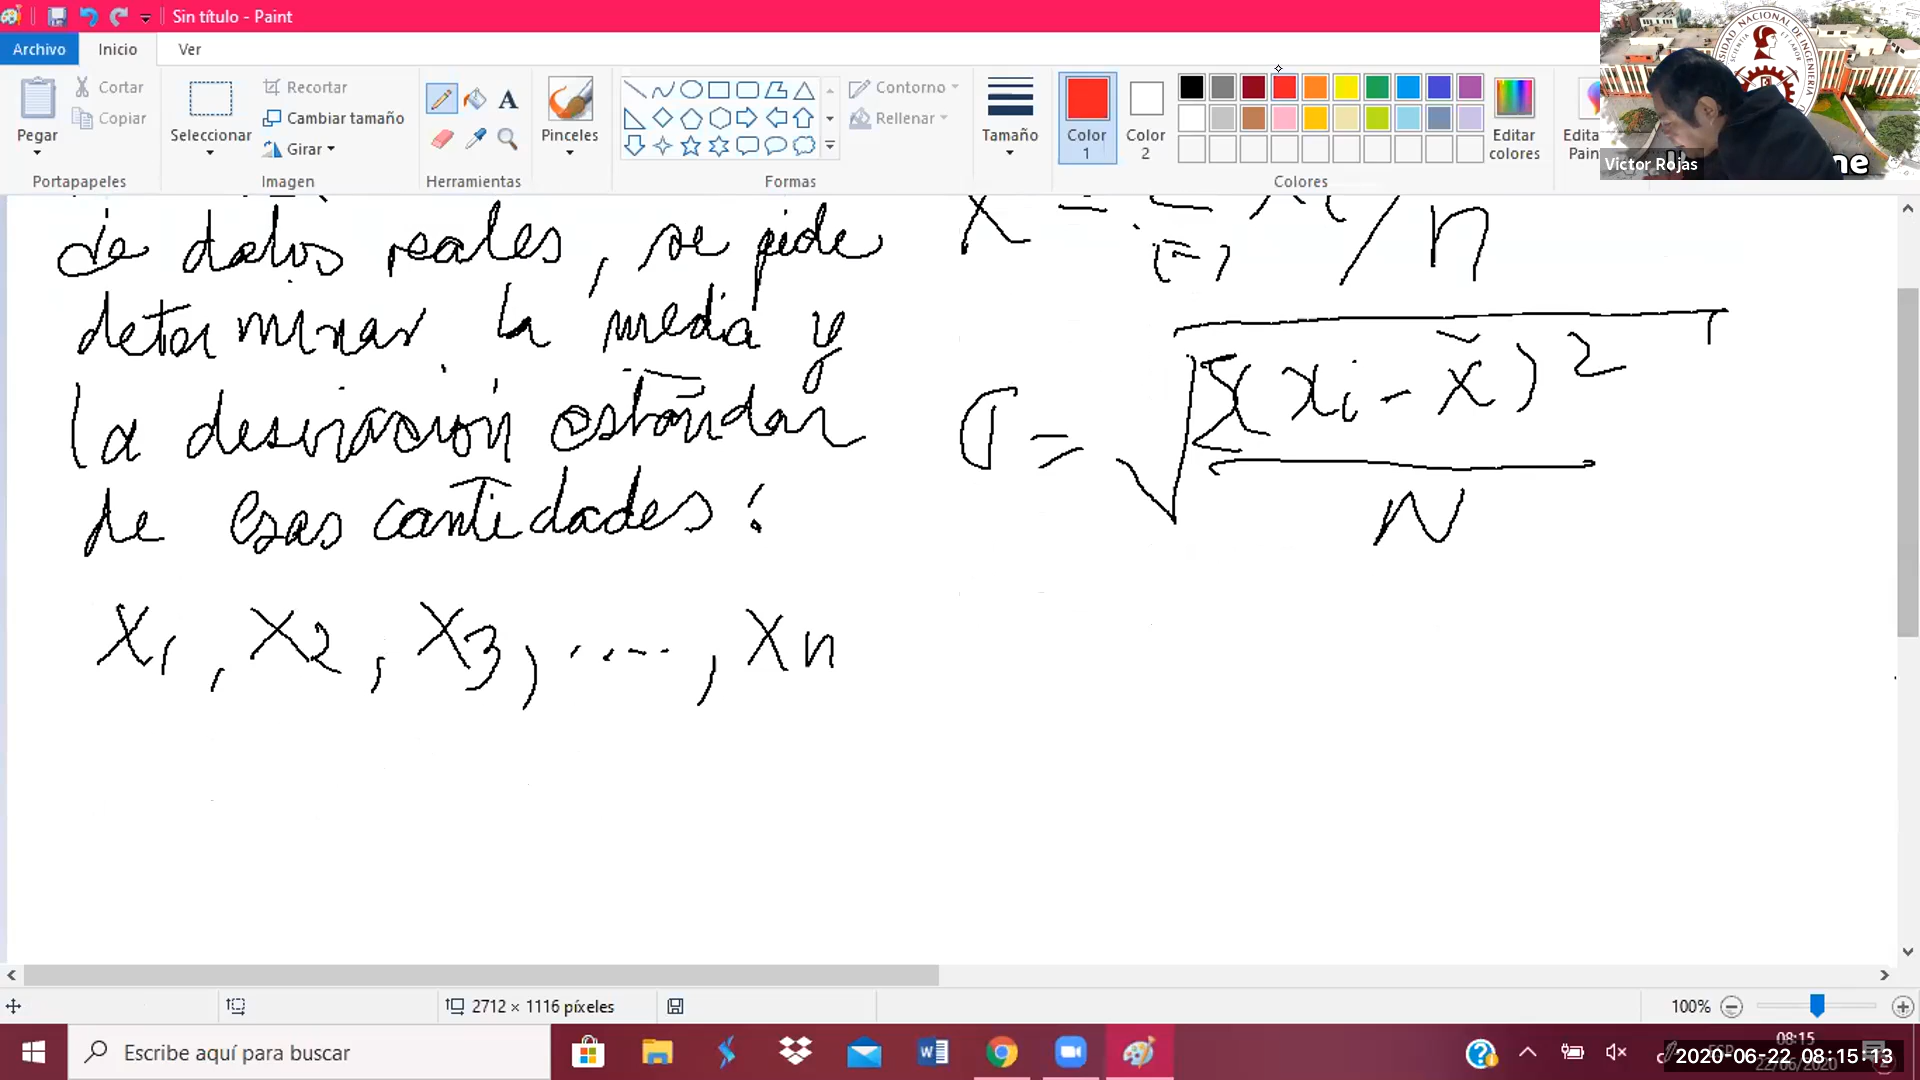 Sin título - Paint
Archivo Inicio Ver
Pegar
Cortar
Copiar
Portapapeles
Seleccionar
Recortar
Cambiar tamaño
Girar
Imagen
A
Herramientas
Pinceles
Contorno
Rellenar
Formas
Tamaño
Color 1
Color 2
Editar colores
Colores
Victor Rojas
de datos reales, se pide
determinar la media y
la desviación estándar
de esas cantidades:
x1, x2, x3, ...., xn
i=1
/ n
σ = √ Σ(xi - x̄)²
N
2712 × 1116 píxeles
100%
Escribe aquí para buscar
08:15
2020-06-22 08:15:13